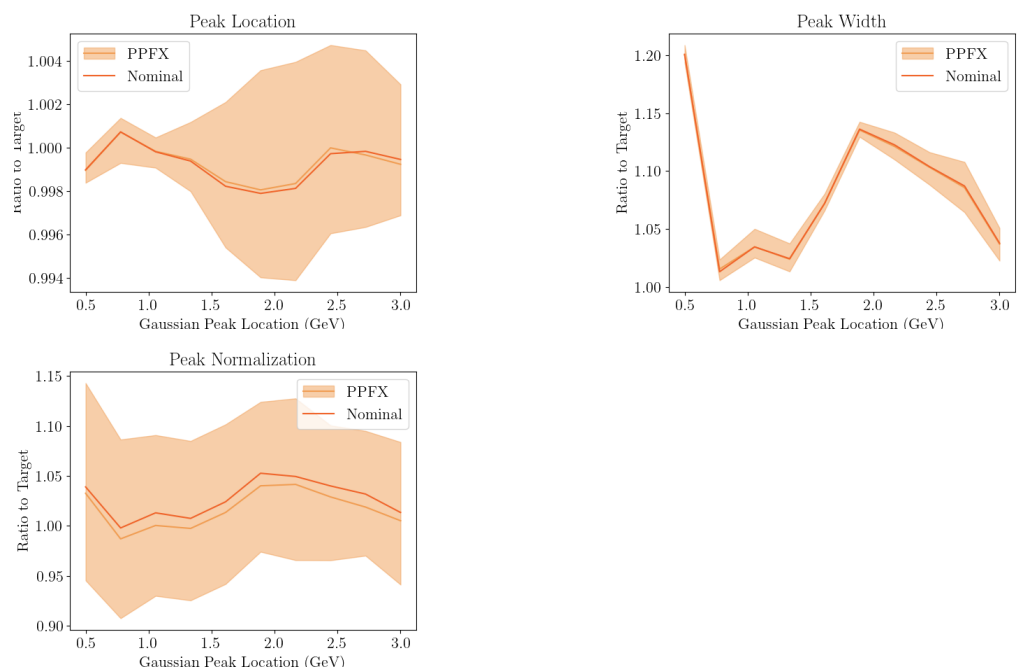 Peak Location
PPFX
Nominal
1.004
1.002
1.000
0.998
0.996
0.994
Ratio to Target
0.5 1.0 1.5 2.0 2.5 3.0
Gaussian Peak Location (GeV)
Peak Width
PPFX
Nominal
1.20
1.15
1.10
1.05
1.00
Ratio to Target
0.5 1.0 1.5 2.0 2.5 3.0
Gaussian Peak Location (GeV)
Peak Normalization
PPFX
Nominal
1.15
1.10
1.05
1.00
0.95
0.90
Ratio to Target
0.5 1.0 1.5 2.0 2.5 3.0
Gaussian Peak Location (GeV)